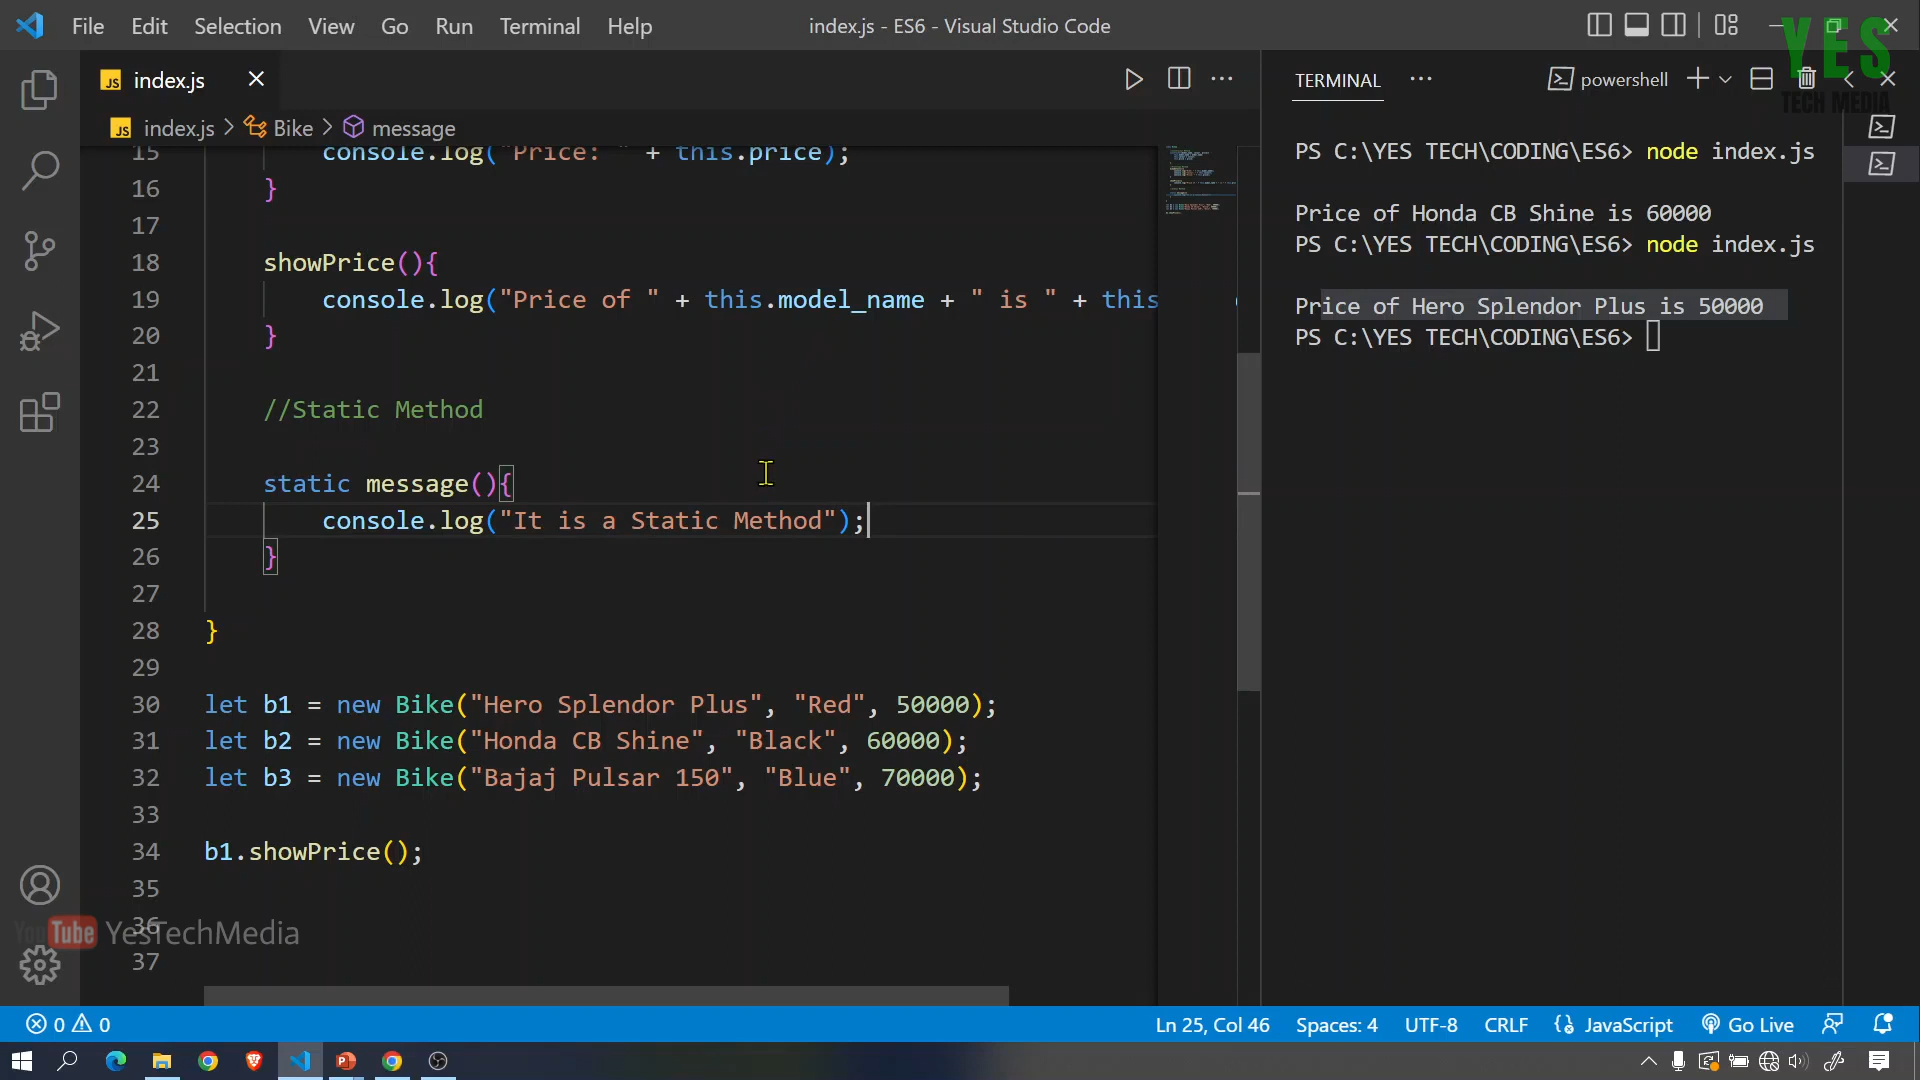 File Edit Selection View Go Run Terminal Help
index.js - ES6 - Visual Studio Code
YES
TECH MEDIA
JS index.js
JS index.js > Bike > message
15 console.log("Price: " + this.price);
16 }
17
18 showPrice(){
19 console.log("Price of " + this.model_name + " is " + this
20 }
21
22 //Static Method
23
24 static message(){
25 console.log("It is a Static Method");
26 }
27
28 }
29
30 let b1 = new Bike("Hero Splendor Plus", "Red", 50000);
31 let b2 = new Bike("Honda CB Shine", "Black", 60000);
32 let b3 = new Bike("Bajaj Pulsar 150", "Blue", 70000);
33
34 b1.showPrice();
35
36
37
YouTube YesTechMedia
TERMINAL
powershell
PS C:\YES TECH\CODING\ES6> node index.js
Price of Honda CB Shine is 60000
PS C:\YES TECH\CODING\ES6> node index.js
Price of Hero Splendor Plus is 50000
PS C:\YES TECH\CODING\ES6>
0 0
Ln 25, Col 46 Spaces: 4 UTF-8 CRLF JavaScript Go Live